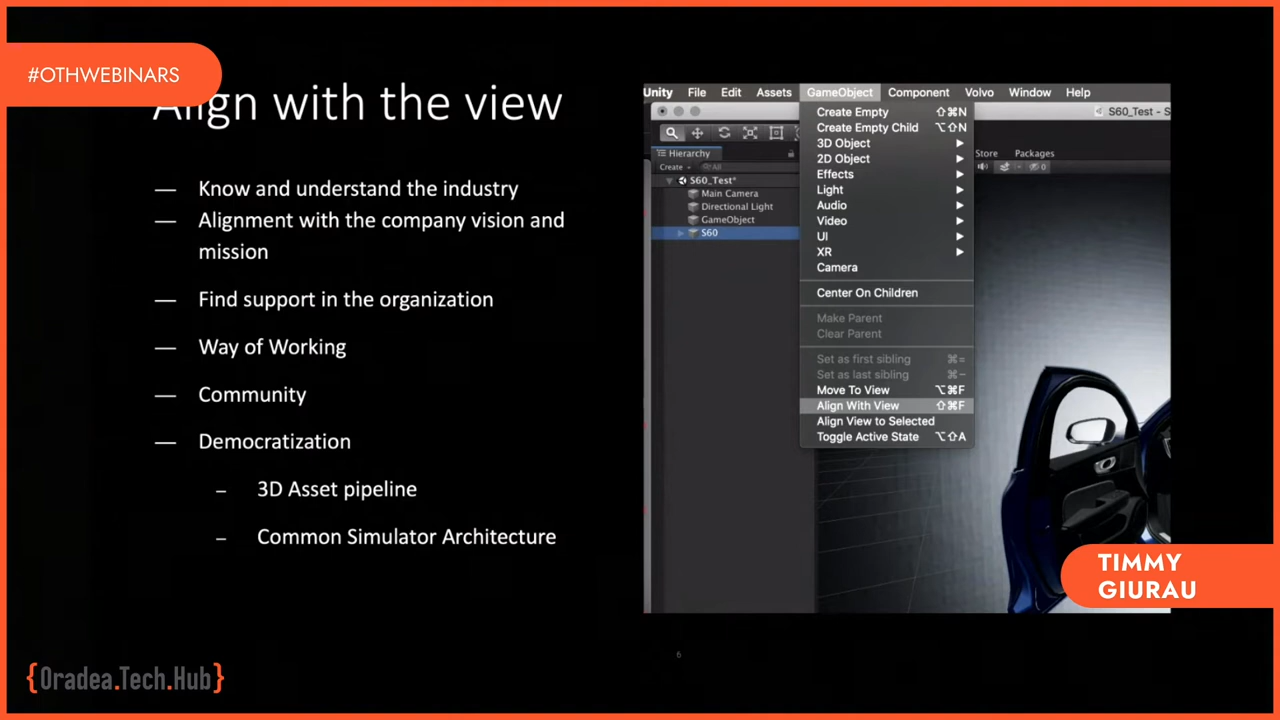 #OTHWEBINARS
Align with the view
— Know and understand the industry
— Alignment with the company vision and
mission
— Find support in the organization
— Way of Working
— Community
— Democratization
– 3D Asset pipeline
– Common Simulator Architecture
Unity File Edit Assets GameObject Component Volvo Window Help
S60_Test - S
Hierarchy
Create All
S60_Test*
Main Camera
Directional Light
GameObject
S60
Create Empty ⇧⌘N
Create Empty Child ⌥⇧N
3D Object
2D Object
Effects
Light
Audio
Video
UI
XR
Camera
Center On Children
Make Parent
Clear Parent
Set as first sibling ⌘=
Set as last sibling ⌘-
Move To View ⌥⌘F
Align With View ⇧⌘F
Align View to Selected
Toggle Active State ⌥⇧A
Store Packages
0
TIMMY
GIURAU
6
{Oradea.Tech.Hub}